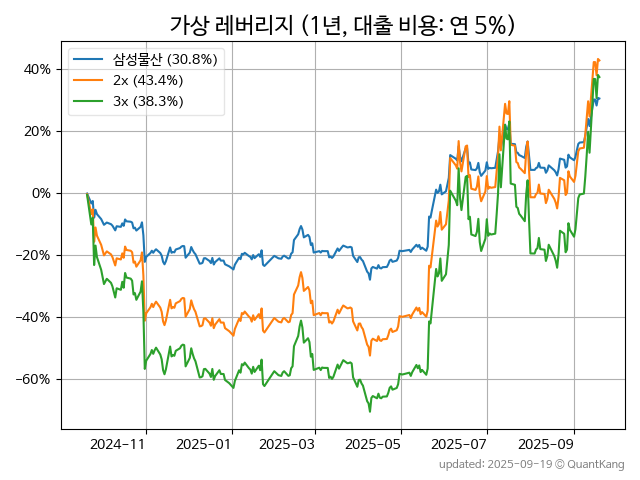 가상 레버리지 (1년, 대출 비용: 연 5%)
삼성물산 (30.8%)
2x (43.4%)
3x (38.3%)
40%
20%
0%
−20%
−40%
−60%
2024-11
2025-01
2025-03
2025-05
2025-07
2025-09
updated: 2025-09-19 © QuantKang